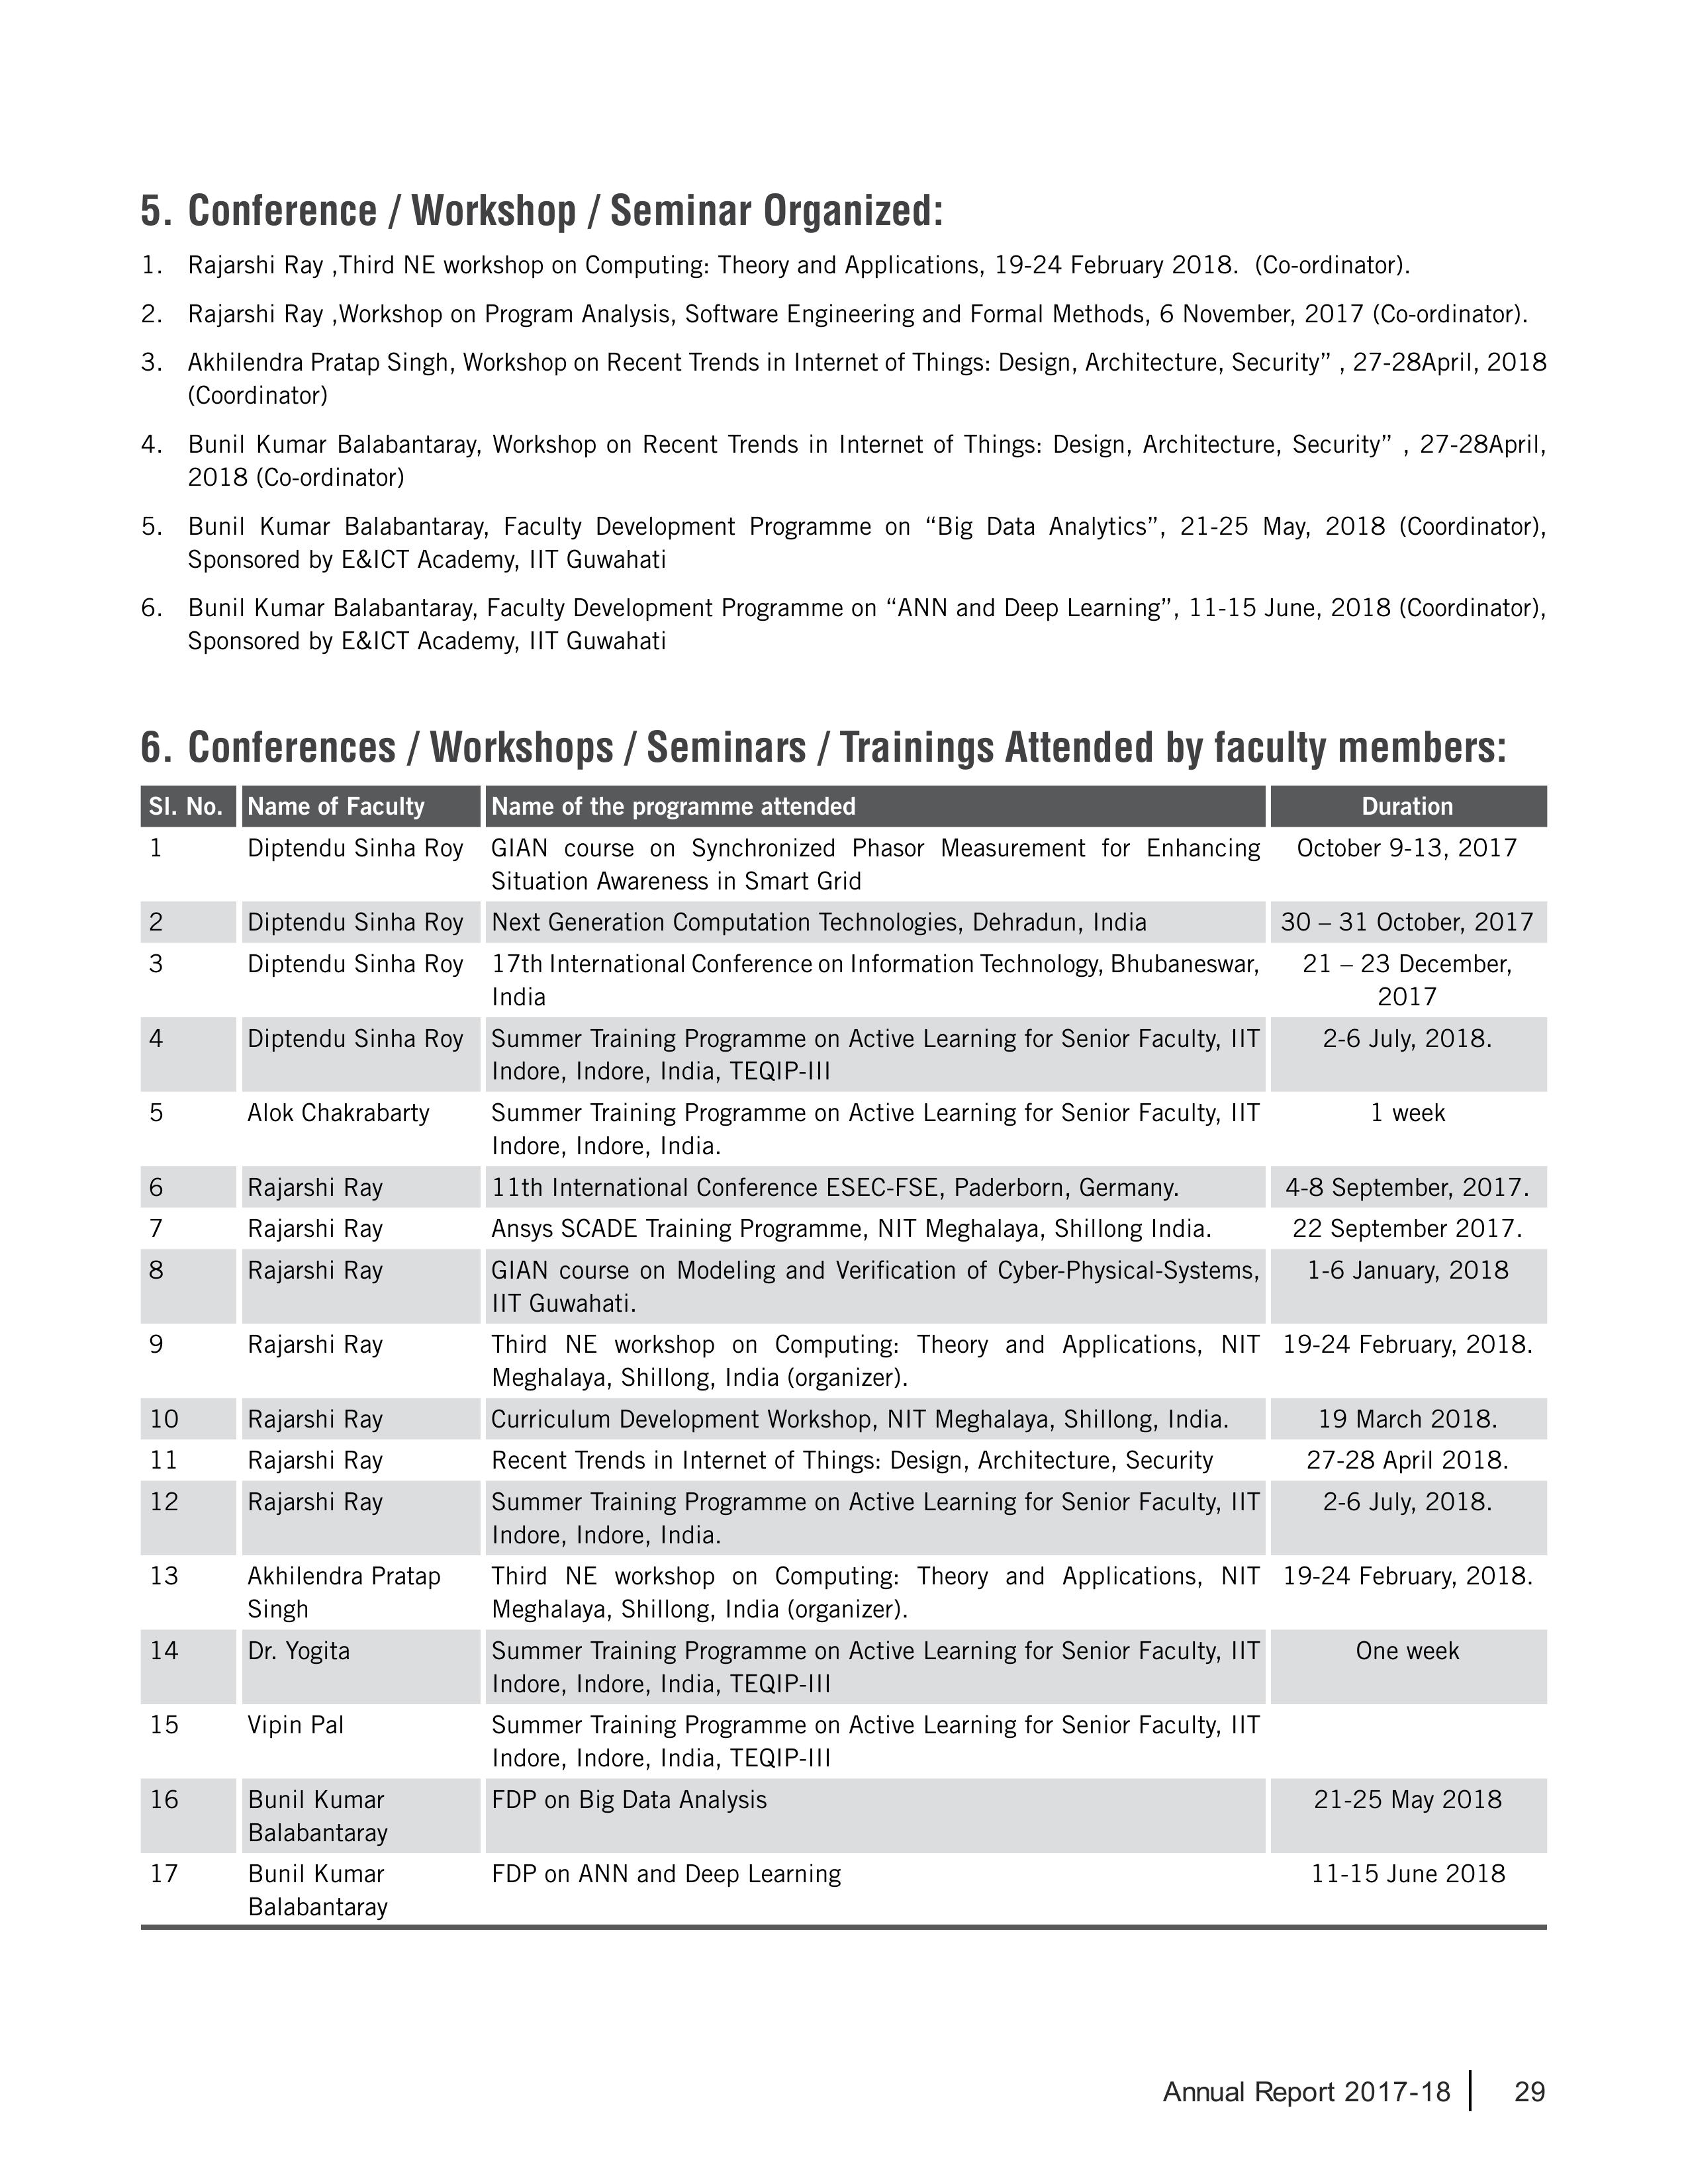 5. Conference / Workshop / Seminar Organized:
1. Rajarshi Ray ,Third NE workshop on Computing: Theory and Applications, 19-24 February 2018. (Co-ordinator).
2. Rajarshi Ray ,Workshop on Program Analysis, Software Engineering and Formal Methods, 6 November, 2017 (Co-ordinator).
3. Akhilendra Pratap Singh, Workshop on Recent Trends in Internet of Things: Design, Architecture, Security” , 27-28April, 2018
(Coordinator)
4. Bunil Kumar Balabantaray, Workshop on Recent Trends in Internet of Things: Design, Architecture, Security” , 27-28April,
2018 (Co-ordinator)
5. Bunil Kumar Balabantaray, Faculty Development Programme on “Big Data Analytics”, 21-25 May, 2018 (Coordinator),
Sponsored by E&ICT Academy, IIT Guwahati
6. Bunil Kumar Balabantaray, Faculty Development Programme on “ANN and Deep Learning”, 11-15 June, 2018 (Coordinator),
Sponsored by E&ICT Academy, IIT Guwahati
6. Conferences / Workshops / Seminars / Trainings Attended by faculty members:
Sl. No. Name of Faculty Name of the programme attended Duration
1 Diptendu Sinha Roy GIAN course on Synchronized Phasor Measurement for Enhancing October 9-13, 2017
Situation Awareness in Smart Grid
2 Diptendu Sinha Roy Next Generation Computation Technologies, Dehradun, India 30 – 31 October, 2017
3 Diptendu Sinha Roy 17th International Conference on Information Technology, Bhubaneswar, 21 – 23 December,
India 2017
4 Diptendu Sinha Roy Summer Training Programme on Active Learning for Senior Faculty, IIT 2-6 July, 2018.
Indore, Indore, India, TEQIP-III
5 Alok Chakrabarty Summer Training Programme on Active Learning for Senior Faculty, IIT 1 week
Indore, Indore, India.
6 Rajarshi Ray 11th International Conference ESEC-FSE, Paderborn, Germany. 4-8 September, 2017.
7 Rajarshi Ray Ansys SCADE Training Programme, NIT Meghalaya, Shillong India. 22 September 2017.
8 Rajarshi Ray GIAN course on Modeling and Verification of Cyber-Physical-Systems, 1-6 January, 2018
IIT Guwahati.
9 Rajarshi Ray Third NE workshop on Computing: Theory and Applications, NIT 19-24 February, 2018.
Meghalaya, Shillong, India (organizer).
10 Rajarshi Ray Curriculum Development Workshop, NIT Meghalaya, Shillong, India. 19 March 2018.
11 Rajarshi Ray Recent Trends in Internet of Things: Design, Architecture, Security 27-28 April 2018.
12 Rajarshi Ray Summer Training Programme on Active Learning for Senior Faculty, IIT 2-6 July, 2018.
Indore, Indore, India.
13 Akhilendra Pratap Third NE workshop on Computing: Theory and Applications, NIT 19-24 February, 2018.
Singh Meghalaya, Shillong, India (organizer).
14 Dr. Yogita Summer Training Programme on Active Learning for Senior Faculty, IIT One week
Indore, Indore, India, TEQIP-III
15 Vipin Pal Summer Training Programme on Active Learning for Senior Faculty, IIT
Indore, Indore, India, TEQIP-III
16 Bunil Kumar FDP on Big Data Analysis 21-25 May 2018
Balabantaray
17 Bunil Kumar FDP on ANN and Deep Learning 11-15 June 2018
Balabantaray
Annual Report 2017-18 29